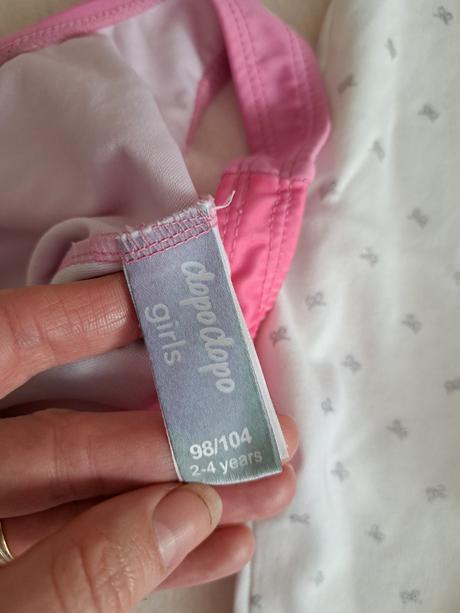 dopodopo
girls
98/104
2-4 years